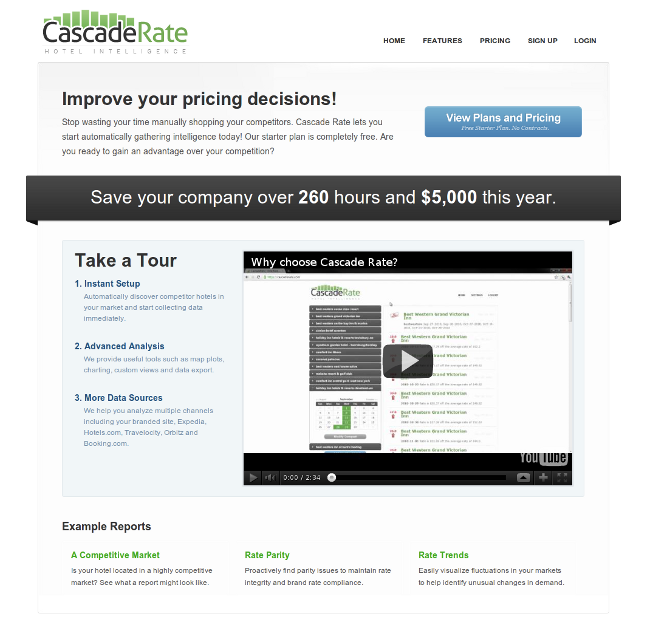 CascadeRate
HOTEL INTELLIGENCE
HOME FEATURES PRICING SIGN UP LOGIN
Improve your pricing decisions!
Stop wasting your time manually shopping your competitors. Cascade Rate lets you
start automatically gathering intelligence today! Our starter plan is completely free. Are
you ready to gain an advantage over your competition?
View Plans and Pricing
Free Starter Plan. No Contracts.
Save your company over 260 hours and $5,000 this year.
Take a Tour
1. Instant Setup
Automatically discover competitor hotels in
your market and start collecting data
immediately.
2. Advanced Analysis
We provide useful tools such as map plots,
charting, custom views and data export.
3. More Data Sources
We help you analyze multiple channels
including your branded site, Expedia,
Hotels.com, Travelocity, Orbitz and
Booking.com.
Why choose Cascade Rate?
CascadeRate
Best Western Grand Victorian
Inn
Best Western Grand Victorian
Inn
Best Western Grand Victorian
Inn
Best Western Grand Victorian
Inn
Best Western Grand Victorian
Inn
Best Western Grand Victorian
Inn
YouTube
0:00 / 2:34
Example Reports
A Competitive Market
Is your hotel located in a highly competitive
market? See what a report might look like.
Rate Parity
Proactively find parity issues to maintain rate
integrity and brand rate compliance.
Rate Trends
Easily visualize fluctuations in your markets
to help identify unusual changes in demand.